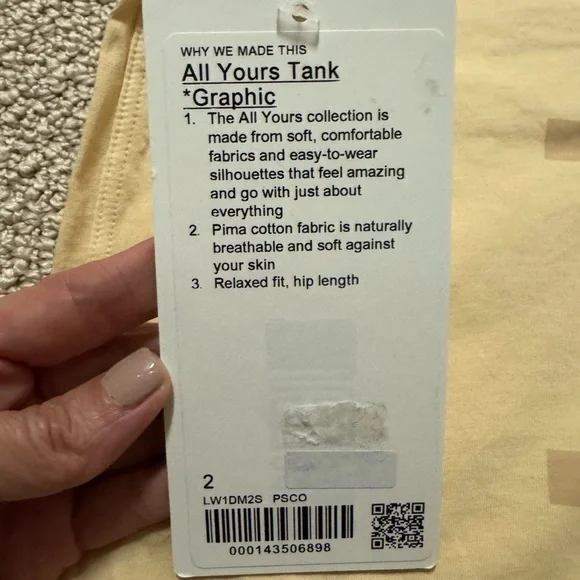 WHY WE MADE THIS
All Yours Tank
*Graphic
1. The All Yours collection is
made from soft, comfortable
fabrics and easy-to-wear
silhouettes that feel amazing
and go with just about
everything
2. Pima cotton fabric is naturally
breathable and soft against
your skin
3. Relaxed fit, hip length
2
LW1DM2S PSCO
000143506898